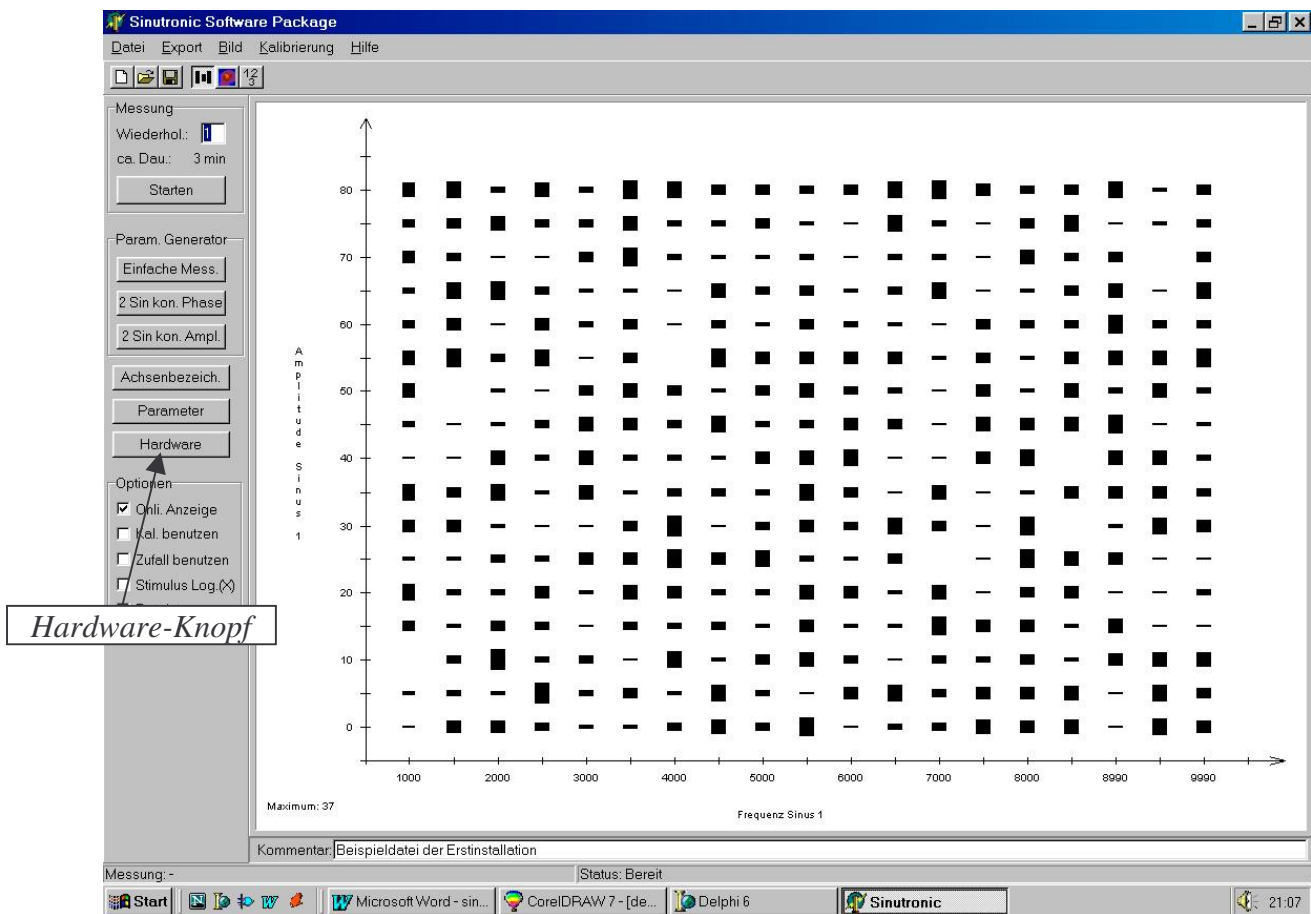 Sinutronic Software Package
Datei Export Bild Kalibrierung Hilfe
1 2 3
Messung
Wiederhol.: 1
ca. Dau.: 3 min
Starten
Param. Generator
Einfache Mess.
2 Sin kon. Phase
2 Sin kon. Ampl.
Achsenbezeich.
Parameter
Hardware
Optionen
Onli. Anzeige
Kal. benutzen
Zufall benutzen
Stimulus Log.(X)
Hardware-Knopf
Amplitude Sinus 1
80
70
60
50
40
30
20
10
0
1000 2000 3000 4000 5000 6000 7000 8000 8990 9990
Maximum: 37
Frequenz Sinus 1
Kommentar: Beispieldatei der Erstinstallation
Messung: - Status: Bereit
Start Microsoft Word - sin... CorelDRAW 7 - [de... Delphi 6 Sinutronic 21:07